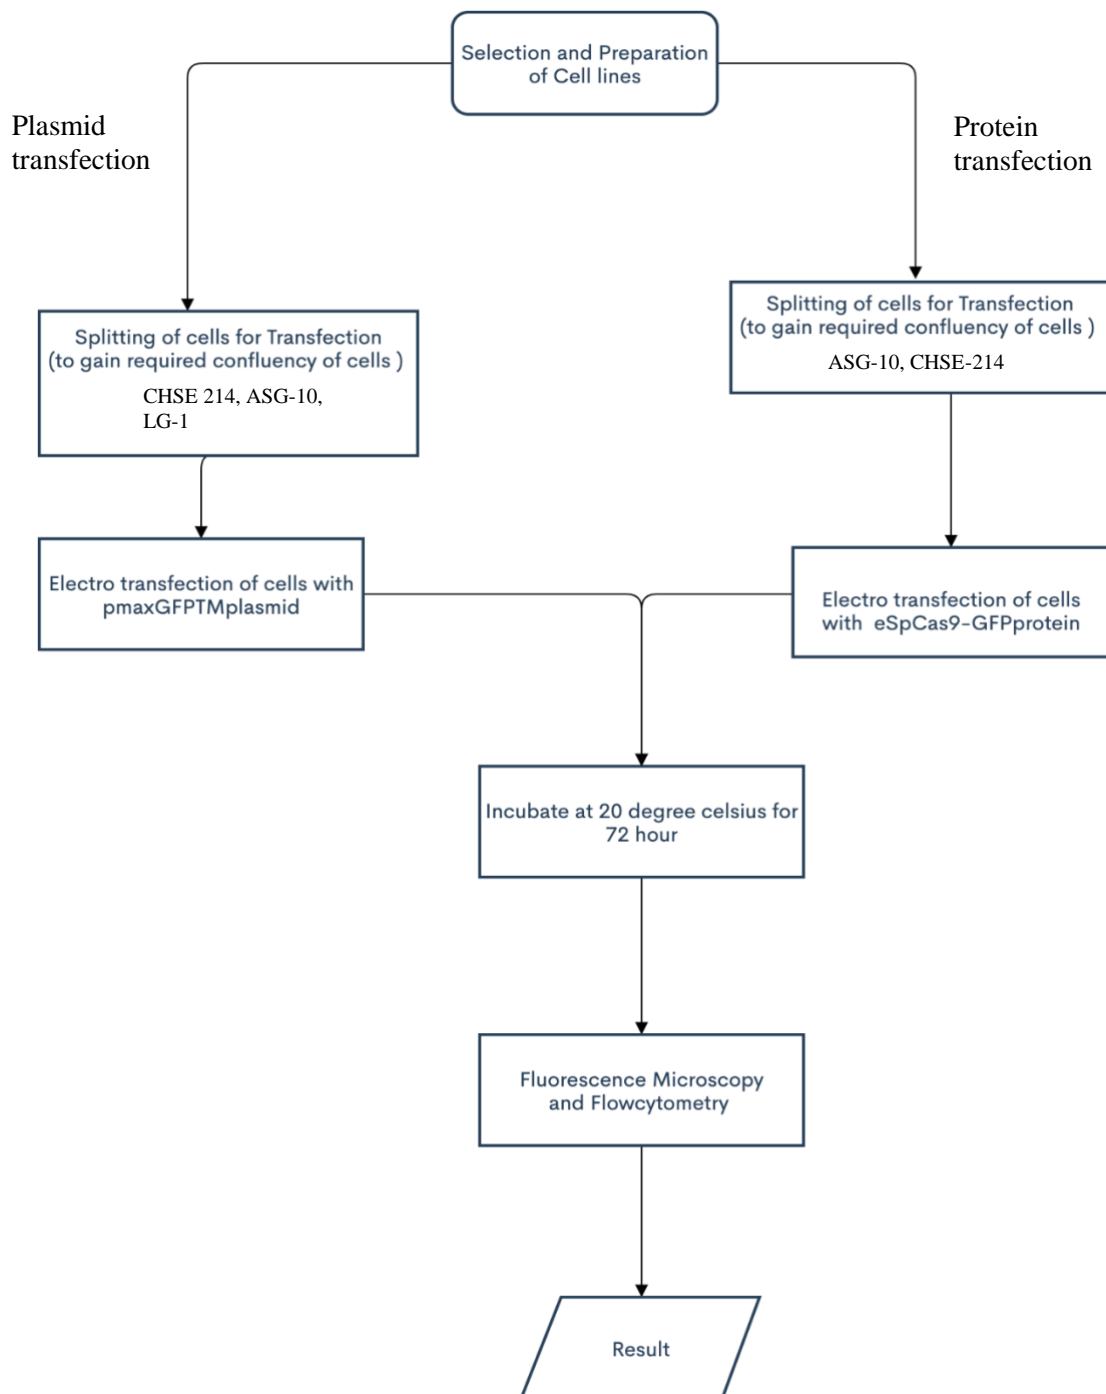 Selection and Preparation
of Cell lines
Plasmid
transfection
Protein
transfection
Splitting of cells for Transfection
(to gain required confluency of cells )
CHSE 214, ASG-10,
LG-1
Splitting of cells for Transfection
(to gain required confluency of cells )
ASG-10, CHSE-214
Electro transfection of cells with
pmaxGFPTMplasmid
Electro transfection of cells
with eSpCas9-GFPprotein
Incubate at 20 degree celsius for
72 hour
Fluorescence Microscopy
and Flowcytometry
Result